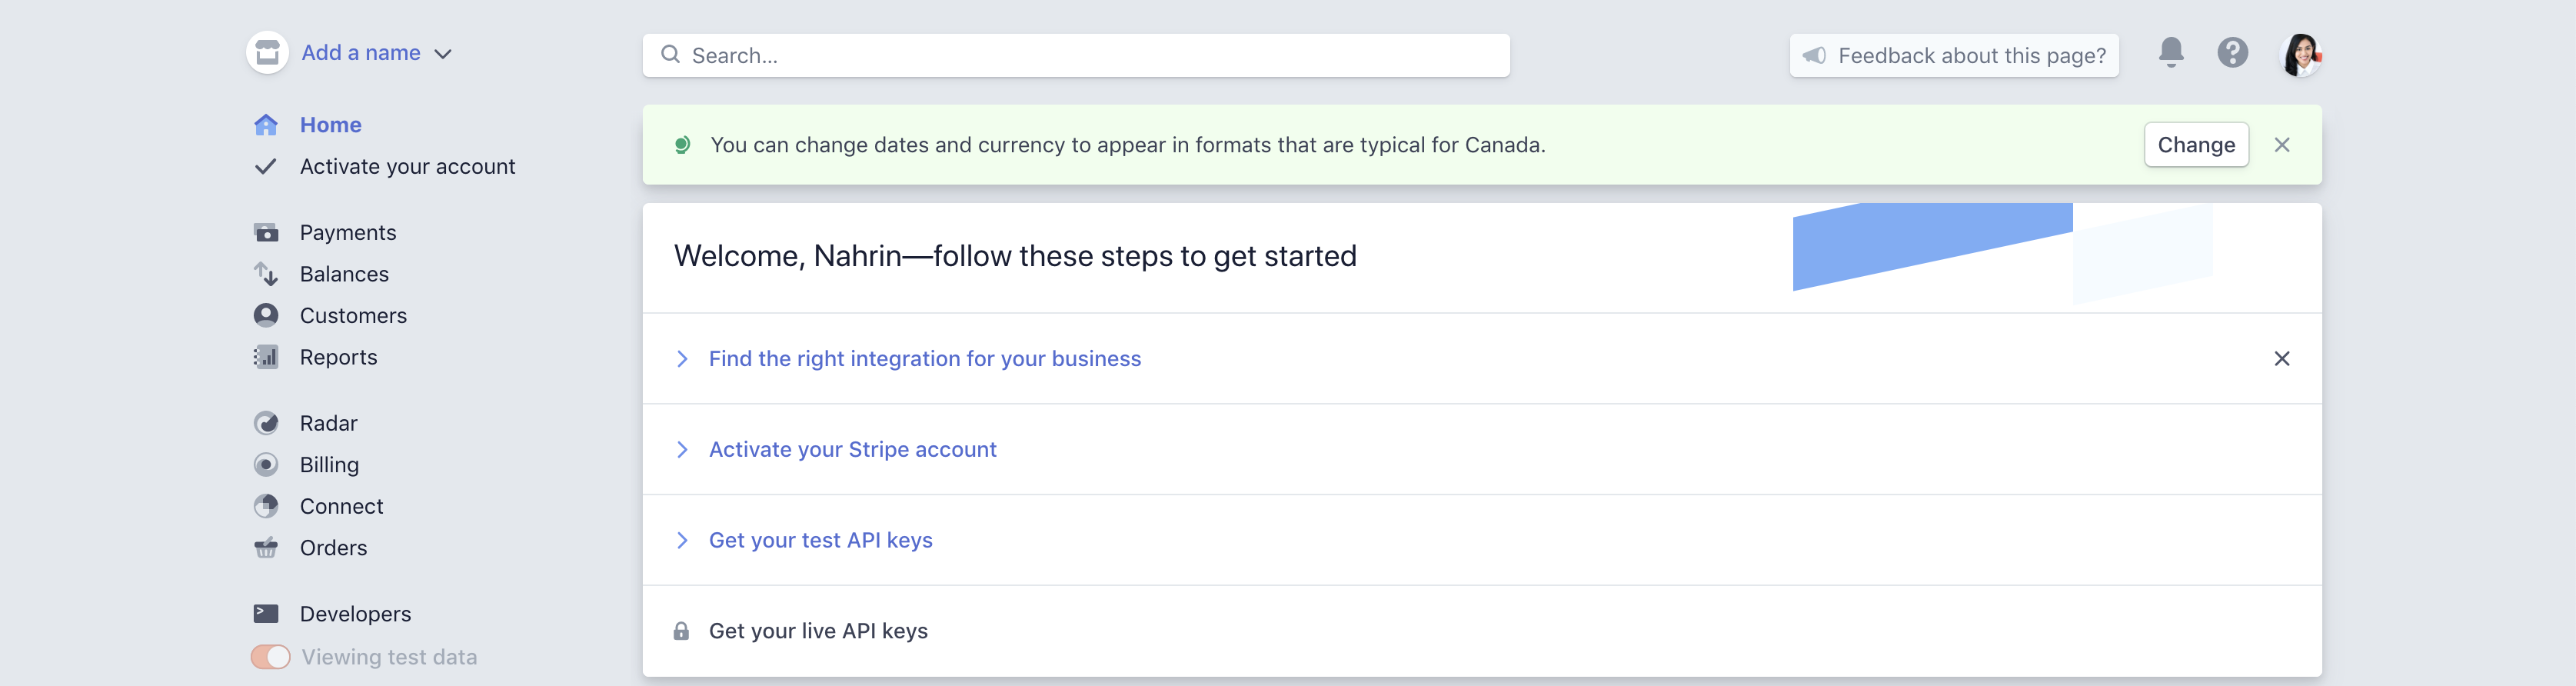 Add a name
Search...
Feedback about this page?
Home
Activate your account
Payments
Balances
Customers
Reports
Radar
Billing
Connect
Orders
Developers
Viewing test data
You can change dates and currency to appear in formats that are typical for Canada.
Change
Welcome, Nahrin—follow these steps to get started
Find the right integration for your business
Activate your Stripe account
Get your test API keys
Get your live API keys